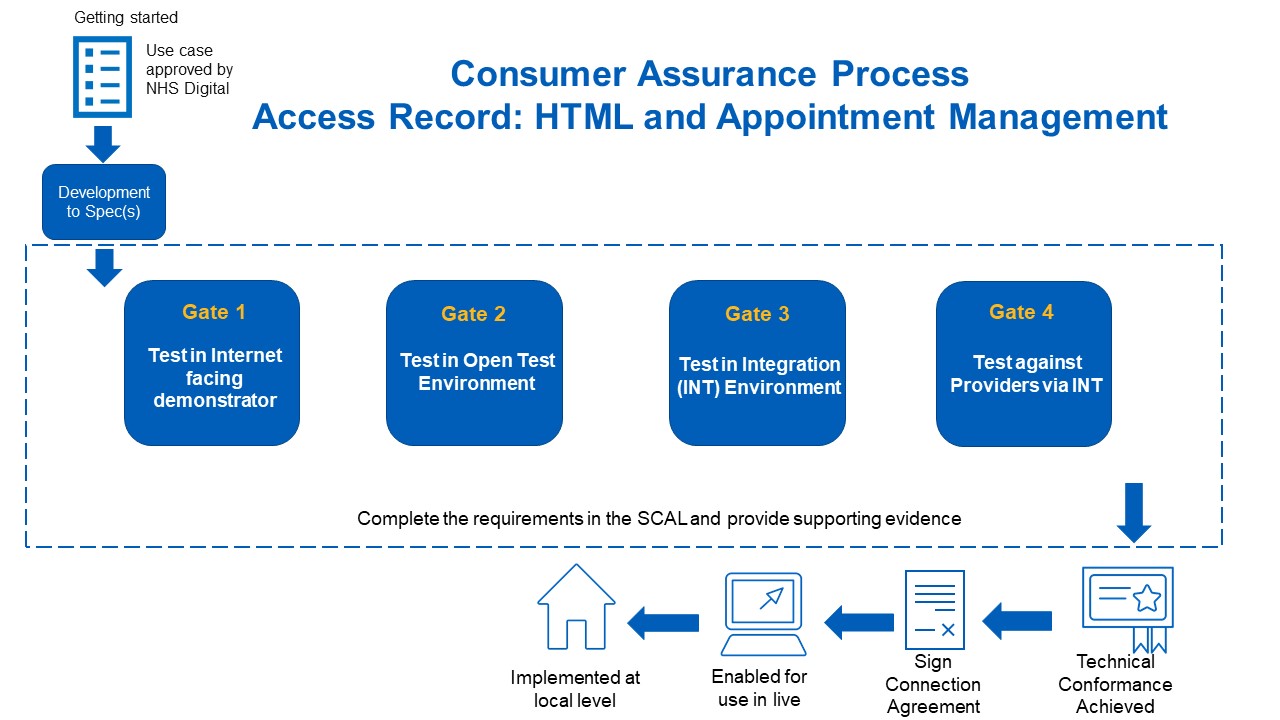 Getting started
Use case
approved by
NHS Digital
Consumer Assurance Process
Access Record: HTML and Appointment Management
Development
to Spec(s)
Gate 1
Test in Internet
facing
demonstrator
Gate 2
Test in Open Test
Environment
Gate 3
Test in Integration
(INT) Environment
Gate 4
Test against
Providers via INT
Complete the requirements in the SCAL and provide supporting evidence
Implemented at
local level
Enabled for
use in live
Sign
Connection
Agreement
Technical
Conformance
Achieved